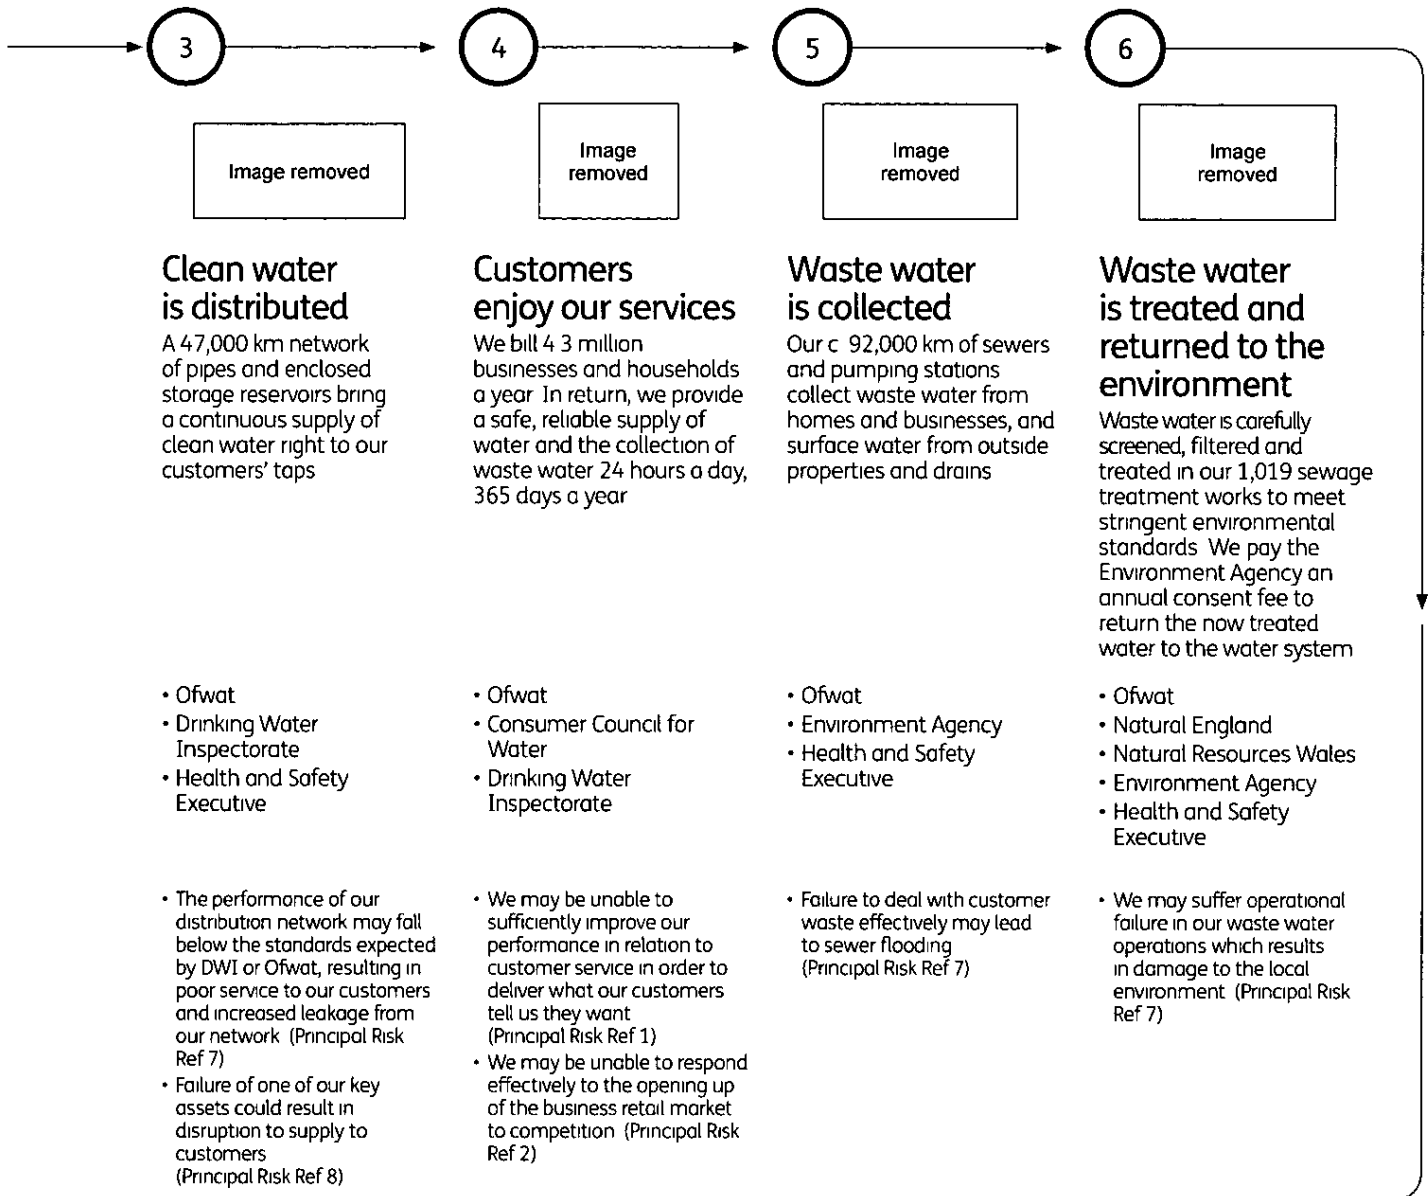 3
4
5
6
Image removed
Image
removed
Image
removed
Image
removed
Clean water
is distributed
A 47,000 km network
of pipes and enclosed
storage reservoirs bring
a continuous supply of
clean water right to our
customers' taps
• Ofwat
• Drinking Water
Inspectorate
• Health and Safety
Executive
• The performance of our
distribution network may fall
below the standards expected
by DWI or Ofwat, resulting in
poor service to our customers
and increased leakage from
our network (Principal Risk
Ref 7)
• Failure of one of our key
assets could result in
disruption to supply to
customers
(Principal Risk Ref 8)
Customers
enjoy our services
We bill 4 3 million
businesses and households
a year In return, we provide
a safe, reliable supply of
water and the collection of
waste water 24 hours a day,
365 days a year
• Ofwat
• Consumer Council for
Water
• Drinking Water
Inspectorate
• We may be unable to
sufficiently improve our
performance in relation to
customer service in order to
deliver what our customers
tell us they want
(Principal Risk Ref 1)
• We may be unable to respond
effectively to the opening up
of the business retail market
to competition (Principal Risk
Ref 2)
Waste water
is collected
Our c 92,000 km of sewers
and pumping stations
collect waste water from
homes and businesses, and
surface water from outside
properties and drains
• Ofwat
• Environment Agency
• Health and Safety
Executive
• Failure to deal with customer
waste effectively may lead
to sewer flooding
(Principal Risk Ref 7)
Waste water
is treated and
returned to the
environment
Waste water is carefully
screened, filtered and
treated in our 1,019 sewage
treatment works to meet
stringent environmental
standards We pay the
Environment Agency an
annual consent fee to
return the now treated
water to the water system
• Ofwat
• Natural England
• Natural Resources Wales
• Environment Agency
• Health and Safety
Executive
• We may suffer operational
failure in our waste water
operations which results
in damage to the local
environment (Principal Risk
Ref 7)